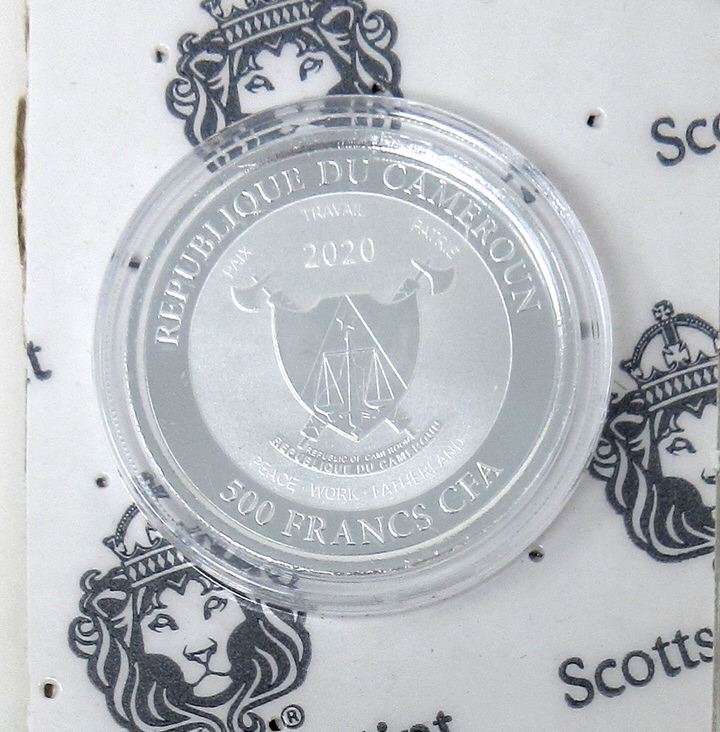 REPUBLIQUE DU CAMEROUN
PAIX TRAVAIL PATRIE
2020
REPUBLIC OF CAMEROON
REPUBLIQUE DU CAMEROUN
PEACE · WORK · FATHERLAND
500 FRANCS CFA
Scotts
®